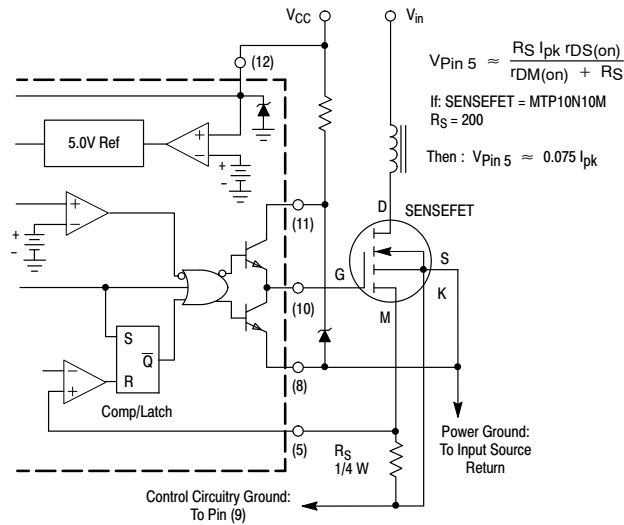 VCC
Vin
(12)
VPin 5 ≈ RS Ipk rDS(on)
rDM(on) + RS
If: SENSEFET = MTP10N10M
RS = 200
Then : VPin 5 ≈ 0.075 Ipk
5.0V Ref
+
−
+
−
D
SENSEFET
(11)
+
−
+
−
S
G
K
(10)
M
S
Q
R
(8)
−
+
Comp/Latch
(5)
Power Ground:
To Input Source
Return
RS
1/4 W
Control Circuitry Ground:
To Pin (9)